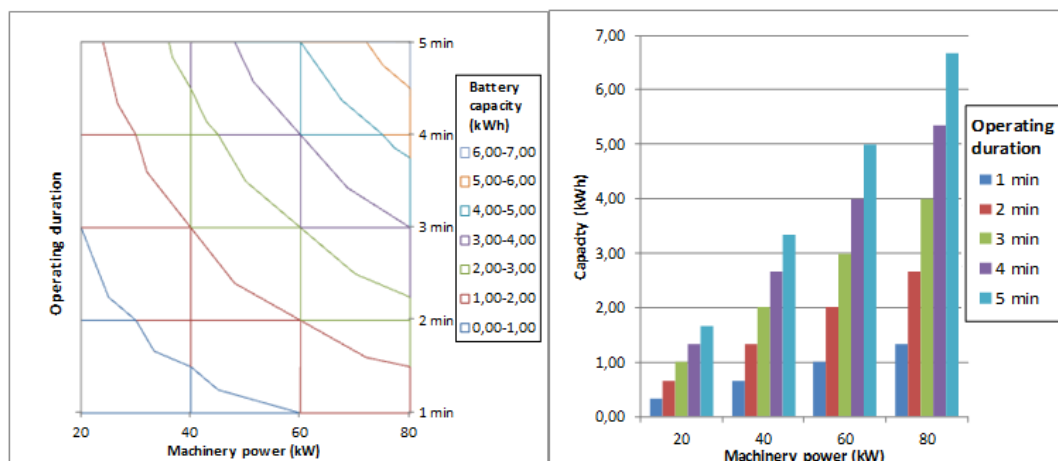 Operating duration
5 min
4 min
3 min
2 min
1 min
20
40
60
80
Machinery power (kW)
Battery
capacity
(kWh)
6,00-7,00
5,00-6,00
4,00-5,00
3,00-4,00
2,00-3,00
1,00-2,00
0,00-1,00
Capacity (kWh)
7,00
6,00
5,00
4,00
3,00
2,00
1,00
0,00
20
40
60
80
Machinery power (kW)
Operating
duration
1 min
2 min
3 min
4 min
5 min